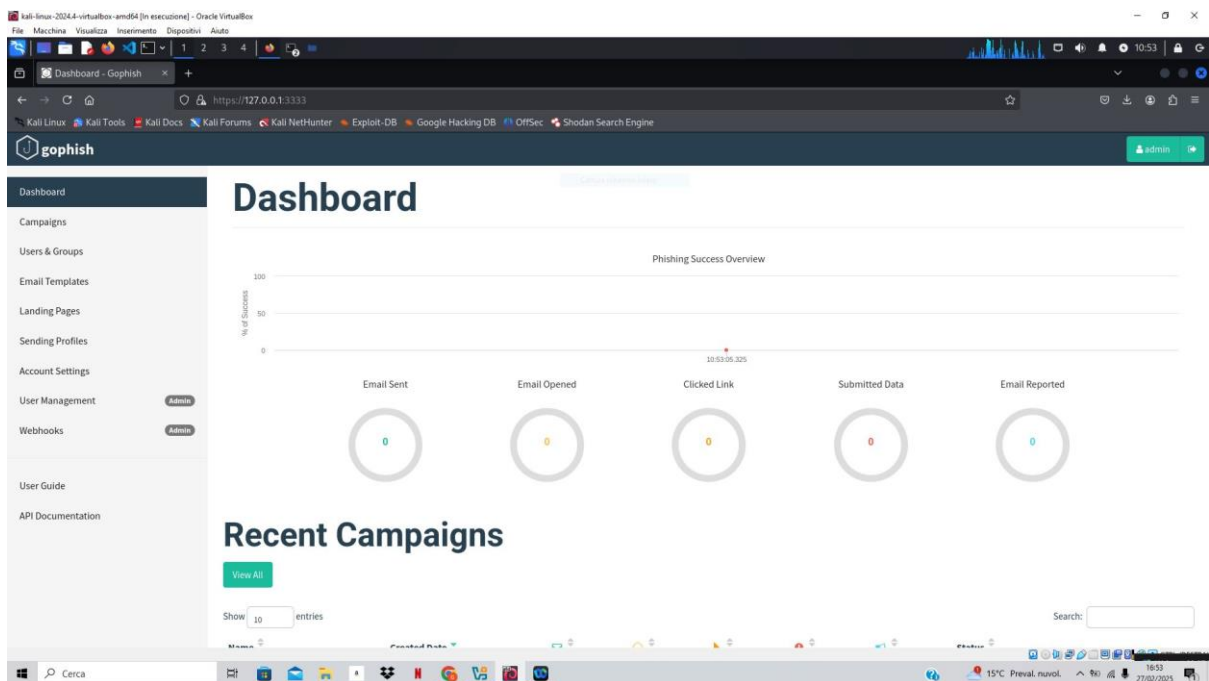 kali-linux-2024.4-virtualbox-amd64 [In esecuzione] - Oracle VirtualBox
File Macchina Visualizza Inserimento Dispositivi Aiuto
1 2 3 4
10:53
Dashboard - Gophish
https://127.0.0.1:3333
Kali Linux Kali Tools Kali Docs Kali Forums Kali NetHunter Exploit-DB Google Hacking DB OffSec Shodan Search Engine
gophish
admin
Dashboard
Campaigns
Users & Groups
Email Templates
Landing Pages
Sending Profiles
Account Settings
User Management Admin
Webhooks Admin
User Guide
API Documentation
Dashboard
Phishing Success Overview
% of Success
100
50
0
10:53:05.325
Email Sent Email Opened Clicked Link Submitted Data Email Reported
0 0 0 0 0
Recent Campaigns
View All
Show 10 entries
Search:
Name Created Date Status
Cerca
15°C Preval. nuvol.
16:53
27/02/2025